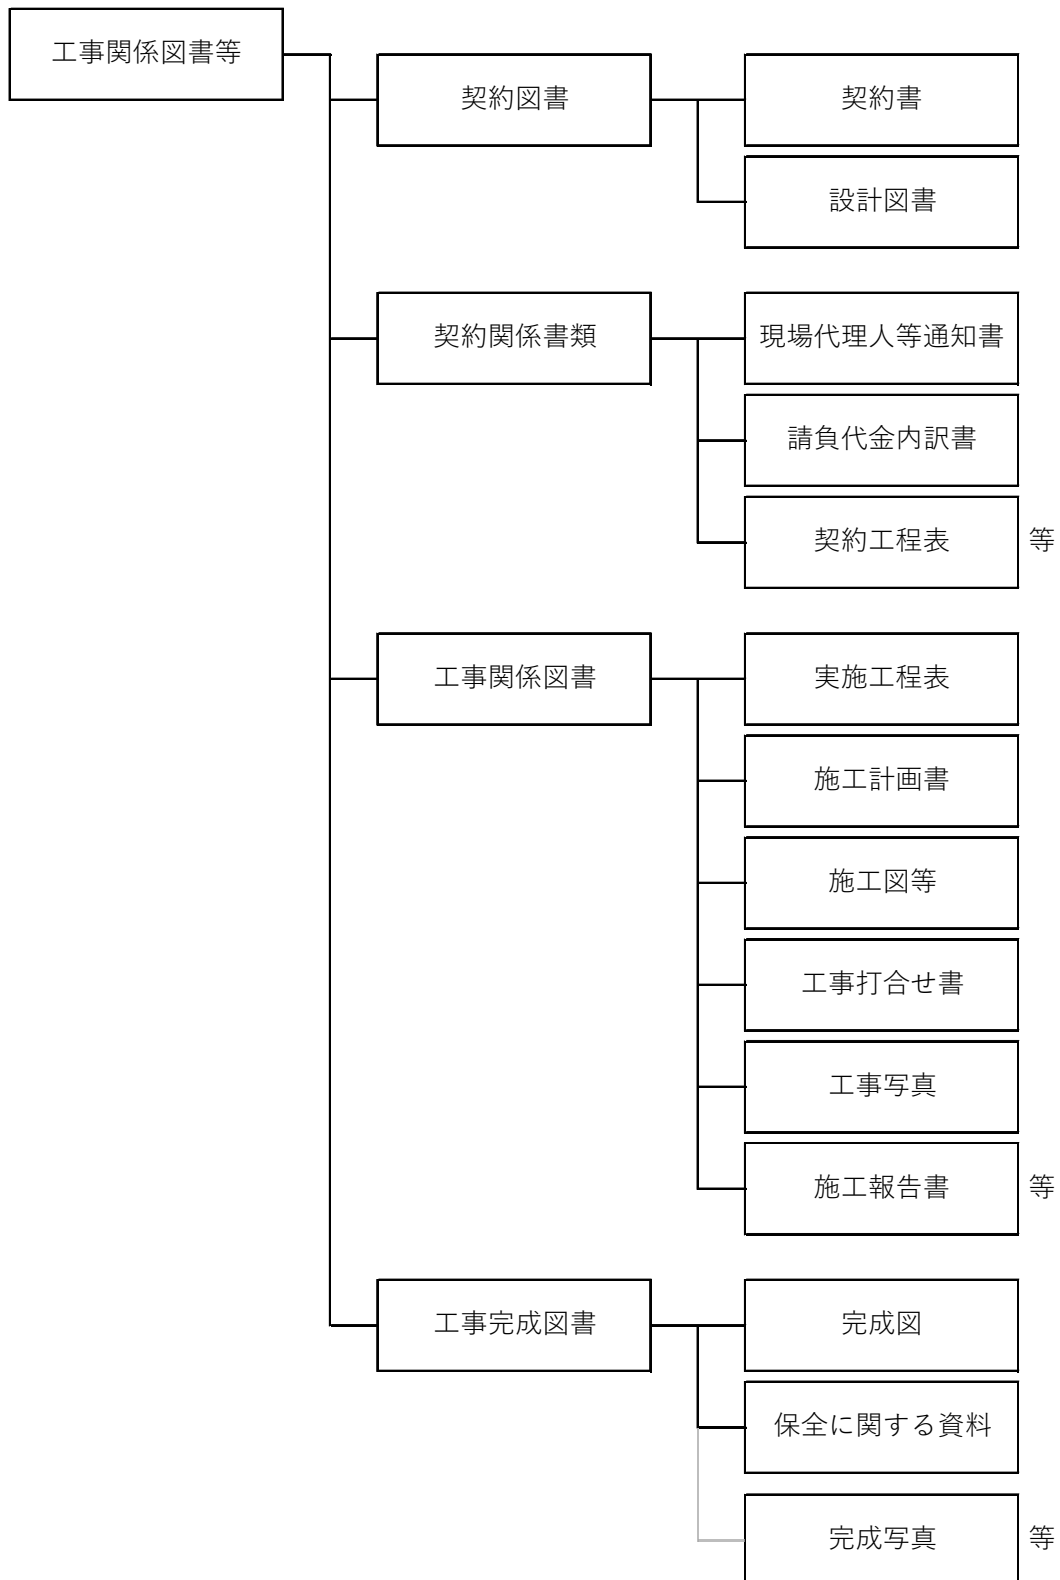 工事関係図書等
契約図書
契約書
設計図書
契約関係書類
現場代理人等通知書
請負代金内訳書
契約工程表 等
工事関係図書
実施工程表
施工計画書
施工図等
工事打合せ書
工事写真
施工報告書 等
工事完成図書
完成図
保全に関する資料
完成写真 等